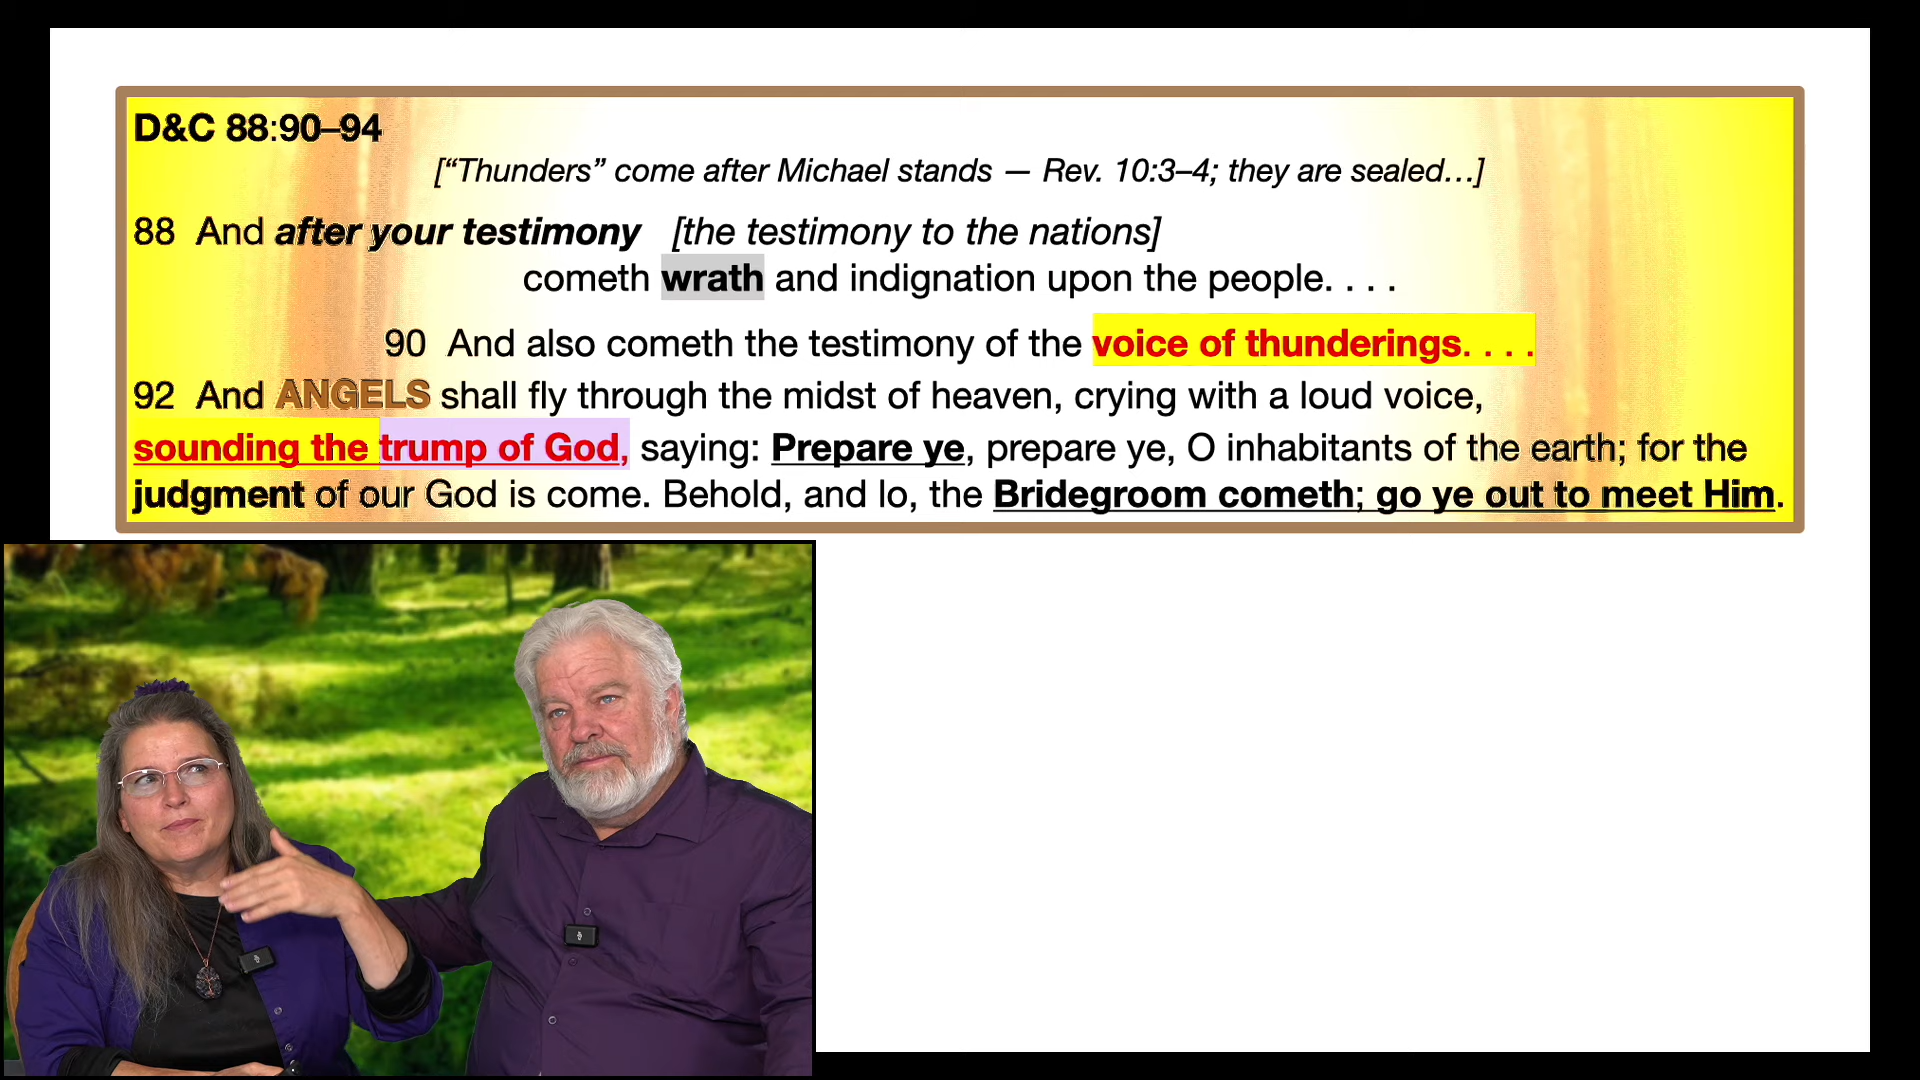 D&C 88:90–94
[“Thunders” come after Michael stands — Rev. 10:3–4; they are sealed…]
88 And after your testimony [the testimony to the nations]
cometh wrath and indignation upon the people. . . .
90 And also cometh the testimony of the voice of thunderings. . . .
92 And ANGELS shall fly through the midst of heaven, crying with a loud voice,
sounding the trump of God, saying: Prepare ye, prepare ye, O inhabitants of the earth; for the
judgment of our God is come. Behold, and lo, the Bridegroom cometh; go ye out to meet Him.